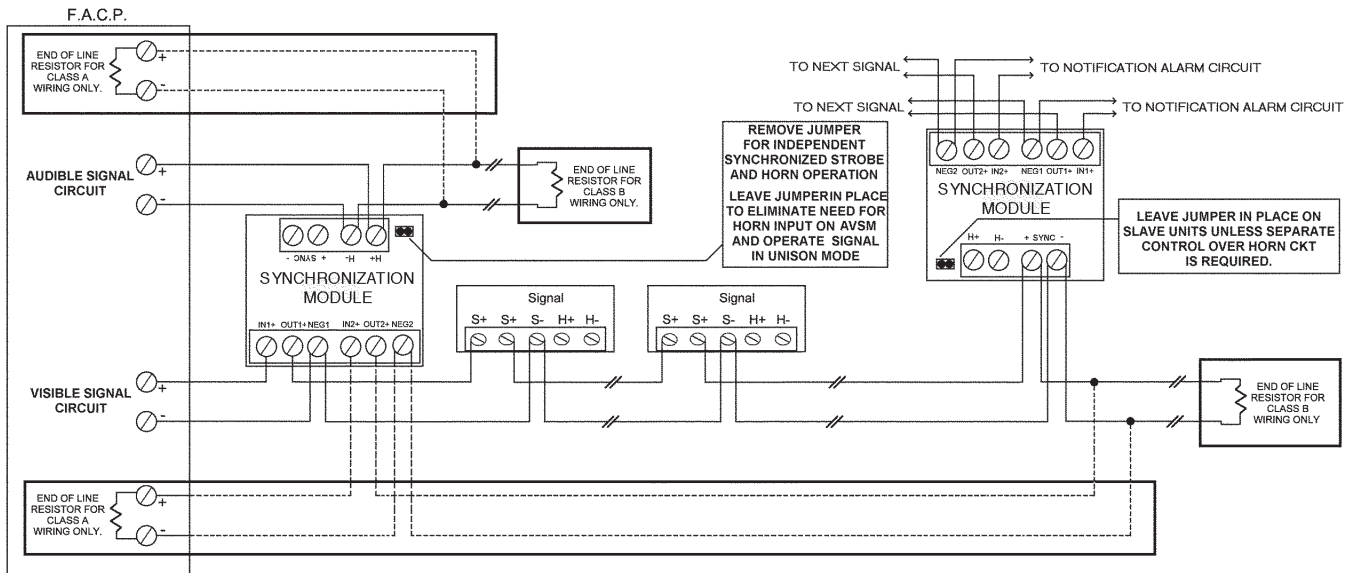 F.A.C.P.
END OF LINE
RESISTOR FOR
CLASS A
WIRING ONLY.
+
-
AUDIBLE SIGNAL
CIRCUIT
+
-
END OF LINE
RESISTOR FOR
CLASS B
WIRING ONLY.
REMOVE JUMPER
FOR INDEPENDENT
SYNCHRONIZED STROBE
AND HORN OPERATION
LEAVE JUMPER IN PLACE
TO ELIMINATE NEED FOR
HORN INPUT ON AVSM
AND OPERATE SIGNAL
IN UNISON MODE
TO NEXT SIGNAL
TO NOTIFICATION ALARM CIRCUIT
TO NEXT SIGNAL
TO NOTIFICATION ALARM CIRCUIT
NEG2 OUT2+ IN2+ NEG1 OUT1+ IN1+
SYNCHRONIZATION
MODULE
H+ H- + SYNC -
LEAVE JUMPER IN PLACE ON
SLAVE UNITS UNLESS SEPARATE
CONTROL OVER HORN CKT
IS REQUIRED.
- SYNC + H- H+
SYNCHRONIZATION
MODULE
IN1+ OUT1+ NEG1 IN2+ OUT2+ NEG2
Signal
S+ S+ S- H+ H-
Signal
S+ S+ S- H+ H-
VISIBLE SIGNAL
CIRCUIT
+
-
END OF LINE
RESISTOR FOR
CLASS B
WIRING ONLY
END OF LINE
RESISTOR FOR
CLASS A
WIRING ONLY.
+
-